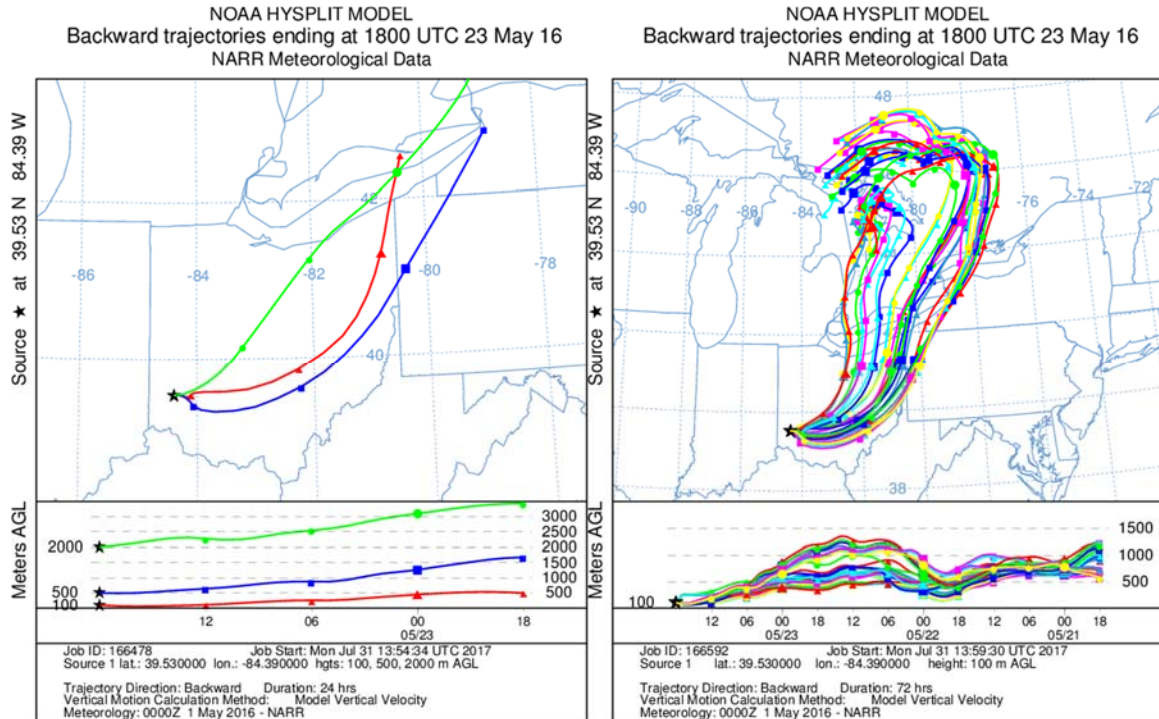 NOAA HYSPLIT MODEL
Backward trajectories ending at 1800 UTC 23 May 16
NARR Meteorological Data
Source ★ at 39.53 N 84.39 W
42
-86
-84
-82
-80
-78
40
Meters AGL
2000
500
100
3000
2500
2000
1500
1000
500
12
06
00
18
05/23
Job ID: 166478 Job Start: Mon Jul 31 13:54:34 UTC 2017
Source 1 lat.: 39.530000 lon.: -84.390000 hgts: 100, 500, 2000 m AGL
Trajectory Direction: Backward Duration: 24 hrs
Vertical Motion Calculation Method: Model Vertical Velocity
Meteorology: 0000Z 1 May 2016 - NARR
NOAA HYSPLIT MODEL
Backward trajectories ending at 1800 UTC 23 May 16
NARR Meteorological Data
Source ★ at 39.53 N 84.39 W
48
-90
-88
-86
-84
-80
-76
-74
-72
38
Meters AGL
100
1500
1000
500
12
06
00
18
12
06
00
18
12
06
00
18
05/23
05/22
05/21
Job ID: 166592 Job Start: Mon Jul 31 13:59:30 UTC 2017
Source 1 lat.: 39.530000 lon.: -84.390000 height: 100 m AGL
Trajectory Direction: Backward Duration: 72 hrs
Vertical Motion Calculation Method: Model Vertical Velocity
Meteorology: 0000Z 1 May 2016 - NARR